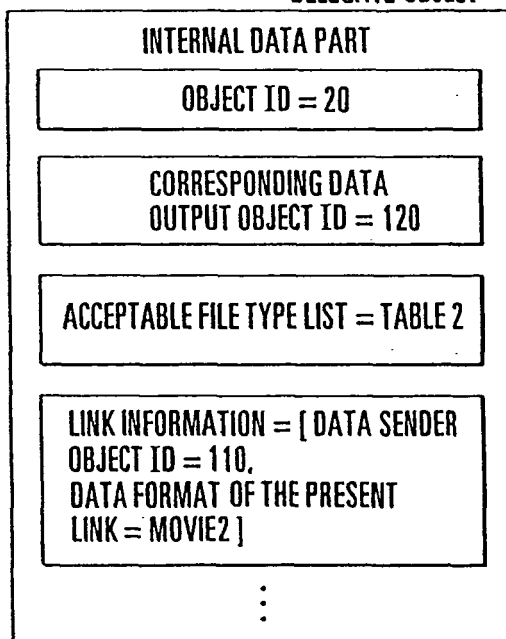 INTERNAL DATA PART
OBJECT ID = 20
CORRESPONDING DATA
OUTPUT OBJECT ID = 120
ACCEPTABLE FILE TYPE LIST = TABLE 2
LINK INFORMATION = [ DATA SENDER
OBJECT ID = 110,
DATA FORMAT OF THE PRESENT
LINK = MOVIE2 ]